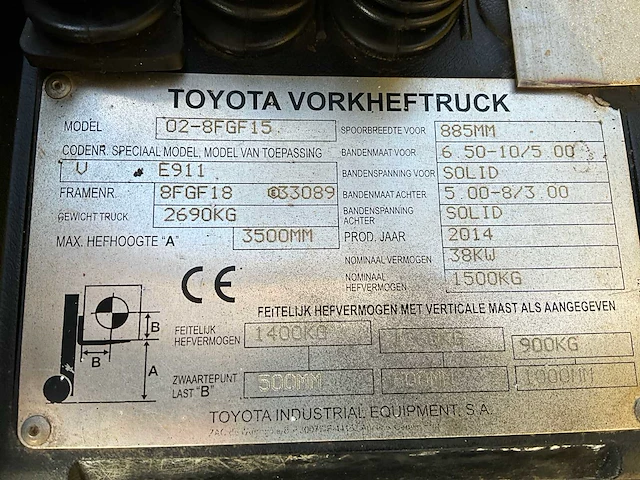 TOYOTA VORKHEFTRUCK
MODEL 02-8FGF15 SPOORBREEDTE VOOR 885MM
CODENR. SPECIAAL MODEL, MODEL VAN TOEPASSING BANDENMAAT VOOR 6 50-10/5 00
V E911 BANDENSPANNING VOOR SOLID
FRAMENR. 8FGF18 33089 BANDENMAAT ACHTER 5 00-8/3 00
GEWICHT TRUCK 2690KG BANDENSPANNING ACHTER SOLID
MAX. HEFHOOGTE "A" 3500MM PROD. JAAR 2014
NOMINAAL VERMOGEN 38KW
NOMINAAL HEFVERMOGEN 1500KG
CE
FEITELIJK HEFVERMOGEN MET VERTICALE MAST ALS AANGEGEVEN
FEITELIJK HEFVERMOGEN 1400KG 900KG
ZWAARTEPUNT LAST "B" 500MM 1000MM
B
B
A
TOYOTA INDUSTRIAL EQUIPMENT, S.A.